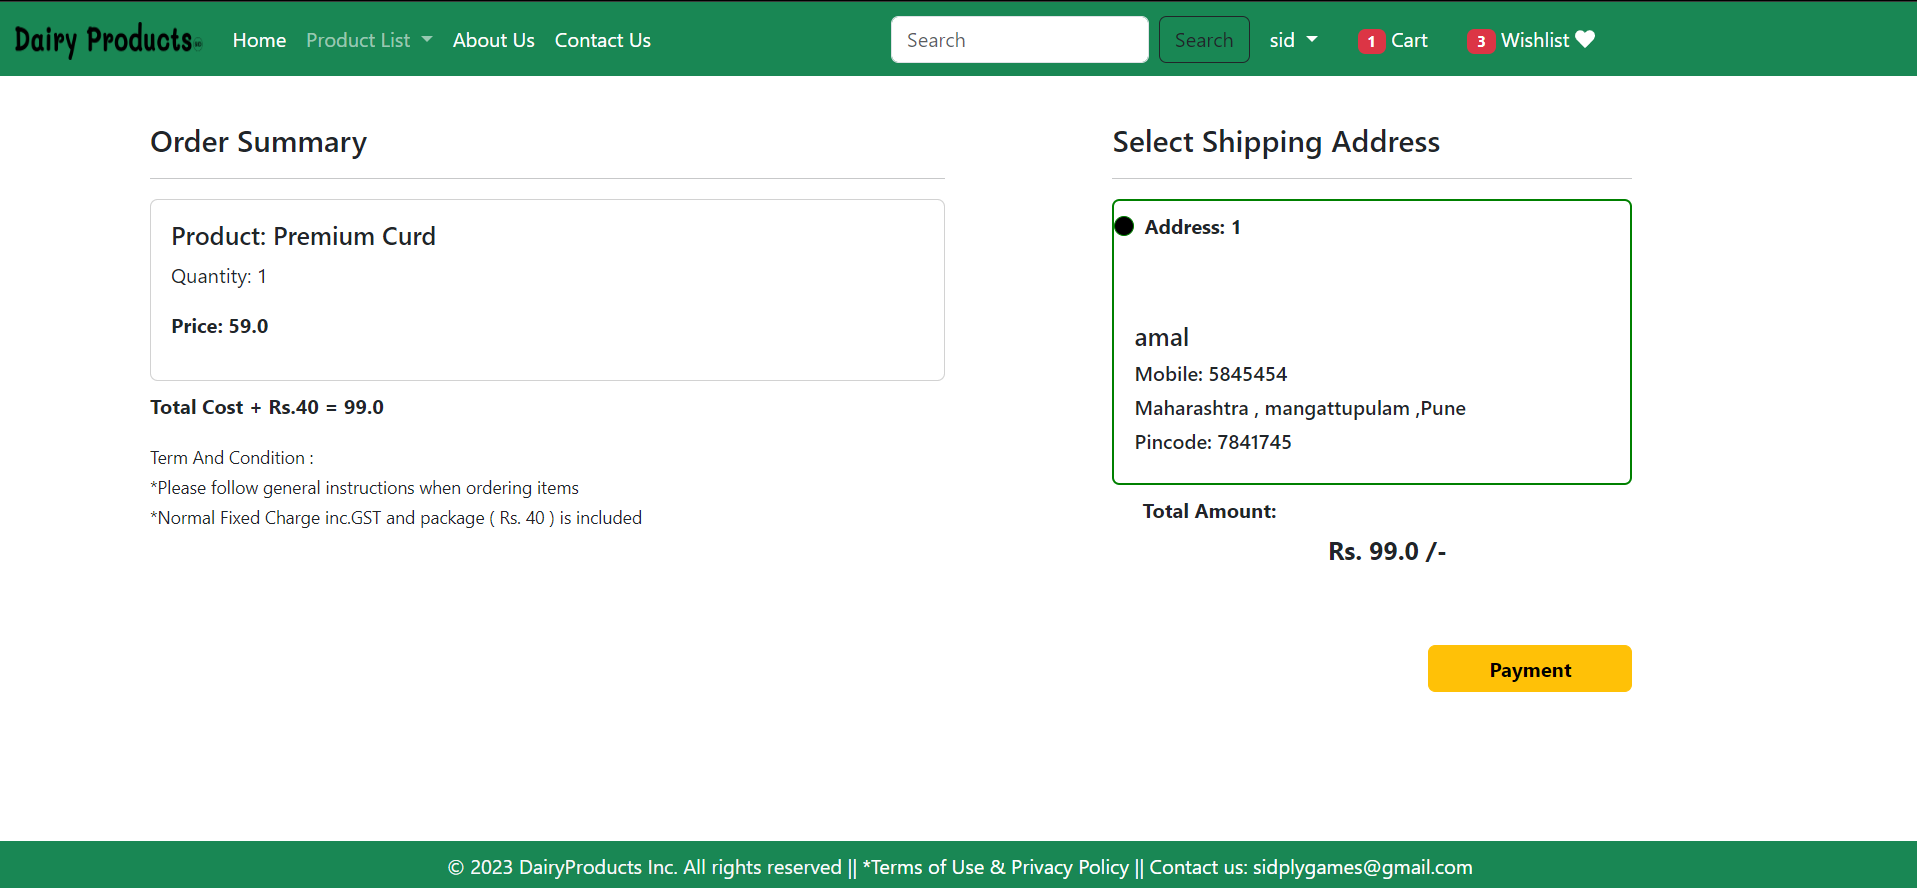 Dairy Products
Home Product List About Us Contact Us Search Search sid 1 Cart 3 Wishlist
Order Summary
Product: Premium Curd
Quantity: 1
Price: 59.0
Total Cost + Rs.40 = 99.0
Term And Condition :
*Please follow general instructions when ordering items
*Normal Fixed Charge inc.GST and package ( Rs. 40 ) is included
Select Shipping Address
Address: 1
amal
Mobile: 5845454
Maharashtra , mangattupulam ,Pune
Pincode: 7841745
Total Amount:
Rs. 99.0 /-
Payment
© 2023 DairyProducts Inc. All rights reserved || *Terms of Use & Privacy Policy || Contact us: sidplygames@gmail.com